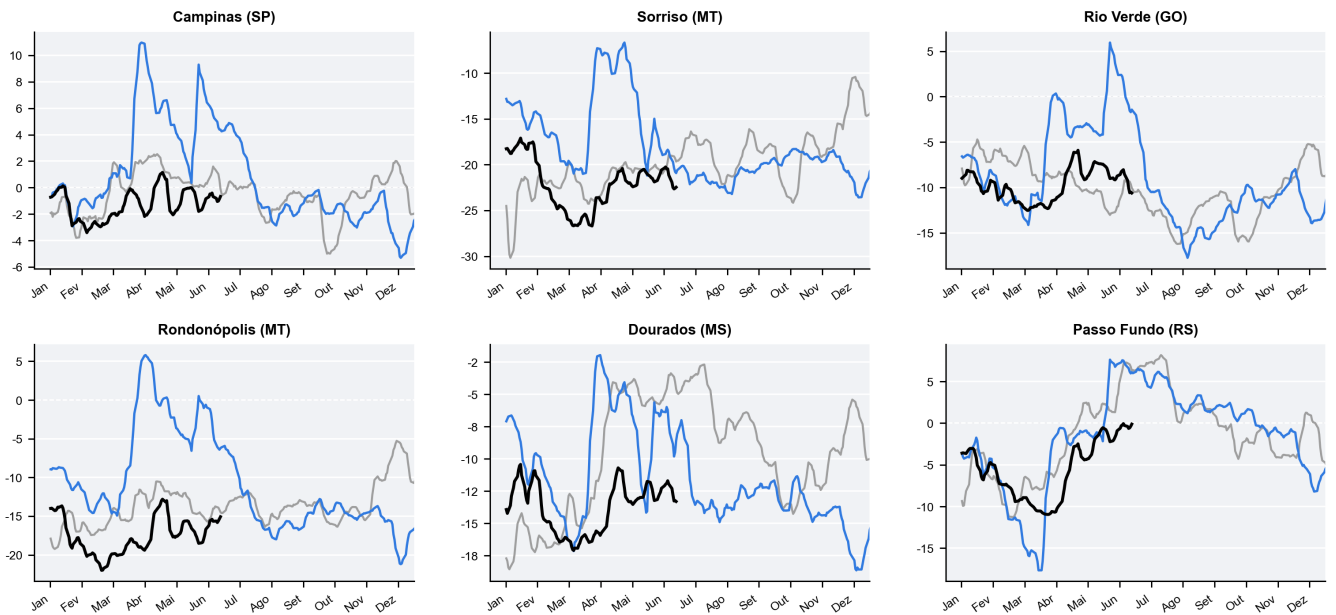 Campinas (SP)
10
8
6
4
2
0
-2
-4
-6
Jan
Fev
Mar
Abr
Mai
Jun
Jul
Ago
Set
Out
Nov
Dez
Sorriso (MT)
-10
-15
-20
-25
-30
Jan
Fev
Mar
Abr
Mai
Jun
Jul
Ago
Set
Out
Nov
Dez
Rio Verde (GO)
5
0
-5
-10
-15
Jan
Fev
Mar
Abr
Mai
Jun
Jul
Ago
Set
Out
Nov
Dez
Rondonópolis (MT)
5
0
-5
-10
-15
-20
Jan
Fev
Mar
Abr
Mai
Jun
Jul
Ago
Set
Out
Nov
Dez
Dourados (MS)
-2
-5
-8
-10
-12
-15
-18
Jan
Fev
Mar
Abr
Mai
Jun
Jul
Ago
Set
Out
Nov
Dez
Passo Fundo (RS)
5
0
-5
-10
-15
Jan
Fev
Mar
Abr
Mai
Jun
Jul
Ago
Set
Out
Nov
Dez